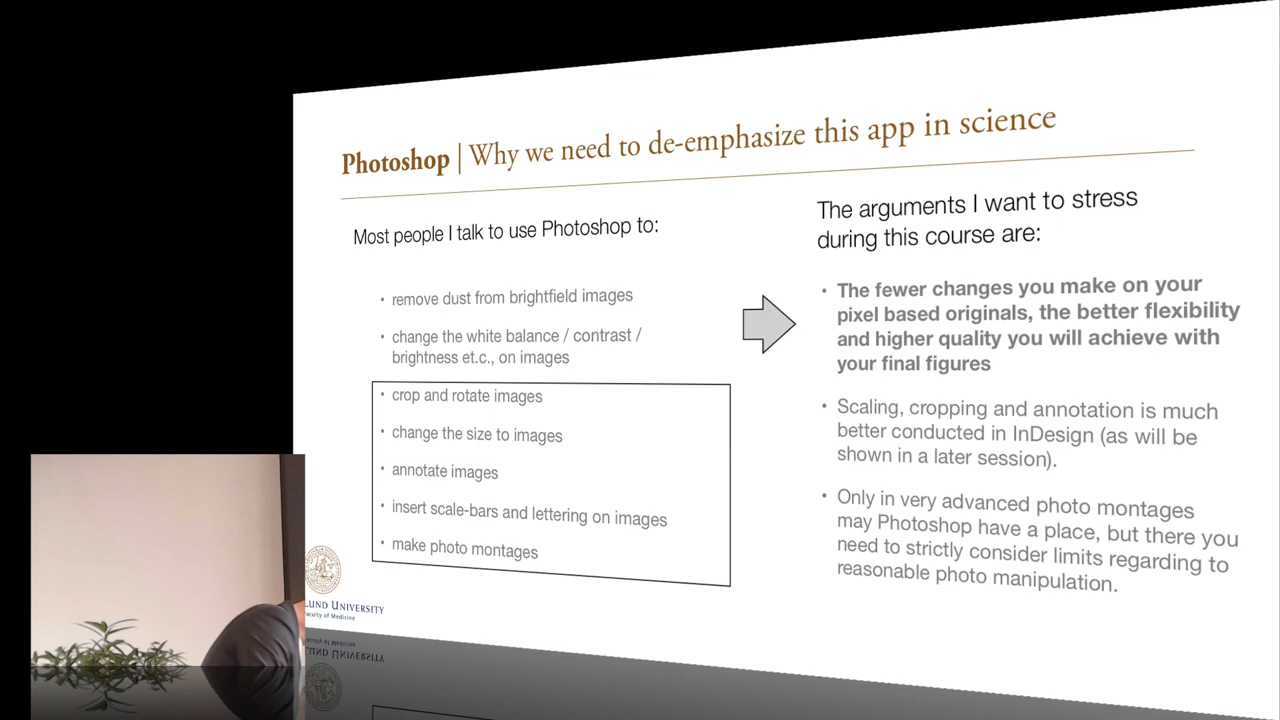 Photoshop | Why we need to de-emphasize this app in science
Most people I talk to use Photoshop to:
• remove dust from brightfield images
• change the white balance / contrast /
brightness et.c., on images
• crop and rotate images
• change the size to images
• annotate images
• insert scale-bars and lettering on images
• make photo montages
The arguments I want to stress
during this course are:
• The fewer changes you make on your
pixel based originals, the better flexibility
and higher quality you will achieve with
your final figures
• Scaling, cropping and annotation is much
better conducted in InDesign (as will be
shown in a later session).
• Only in very advanced photo montages
may Photoshop have a place, but there you
need to strictly consider limits regarding to
reasonable photo manipulation.
LUND UNIVERSITY
Faculty of Medicine